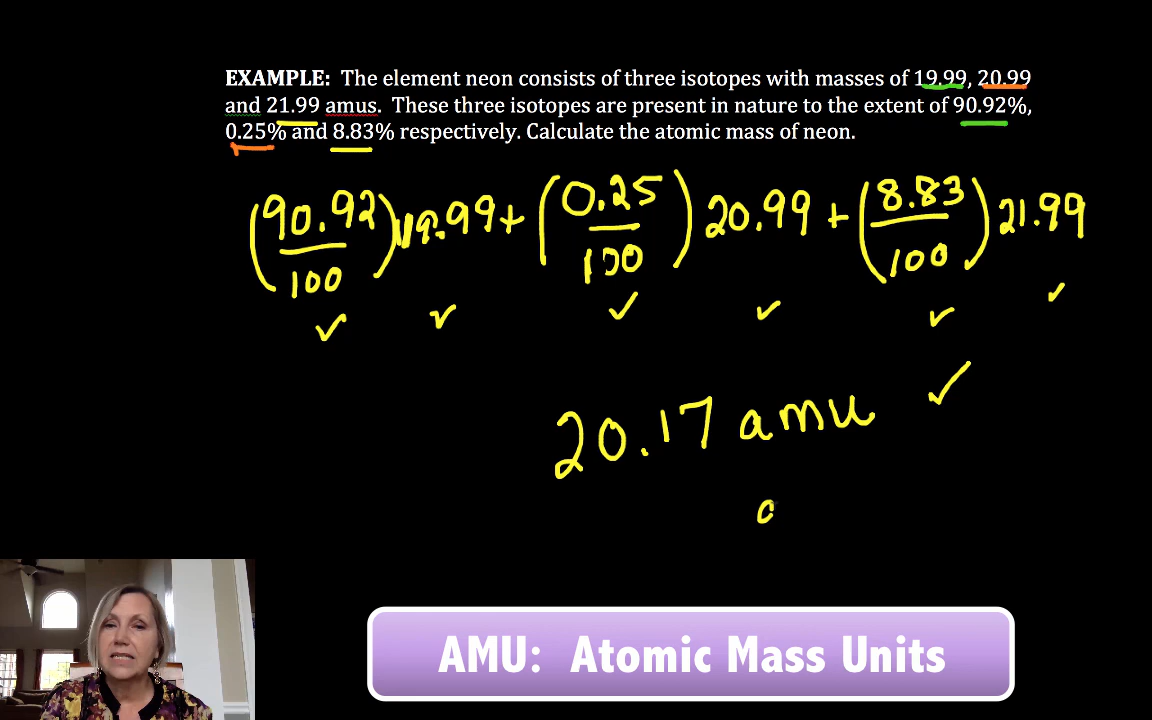 EXAMPLE: The element neon consists of three isotopes with masses of 19.99, 20.99
and 21.99 amus. These three isotopes are present in nature to the extent of 90.92%,
0.25% and 8.83% respectively. Calculate the atomic mass of neon.
(90.92/100) 19.99 + (0.25/100) 20.99 + (8.83/100) 21.99
20.17 amu
a
AMU: Atomic Mass Units